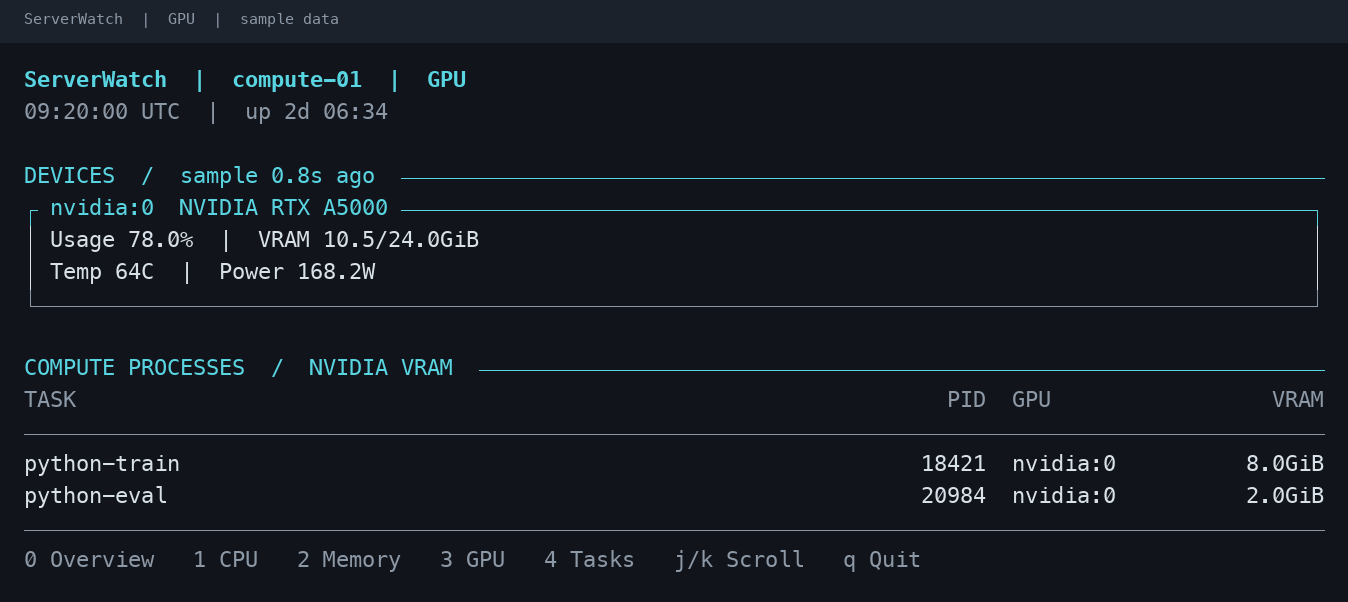 ServerWatch | GPU | sample data
ServerWatch | compute-01 | GPU
09:20:00 UTC | up 2d 06:34
DEVICES / sample 0.8s ago
nvidia:0 NVIDIA RTX A5000
Usage 78.0% | VRAM 10.5/24.0GiB
Temp 64C | Power 168.2W
COMPUTE PROCESSES / NVIDIA VRAM
TASK PID GPU VRAM
python-train 18421 nvidia:0 8.0GiB
python-eval 20984 nvidia:0 2.0GiB
0 Overview 1 CPU 2 Memory 3 GPU 4 Tasks j/k Scroll q Quit